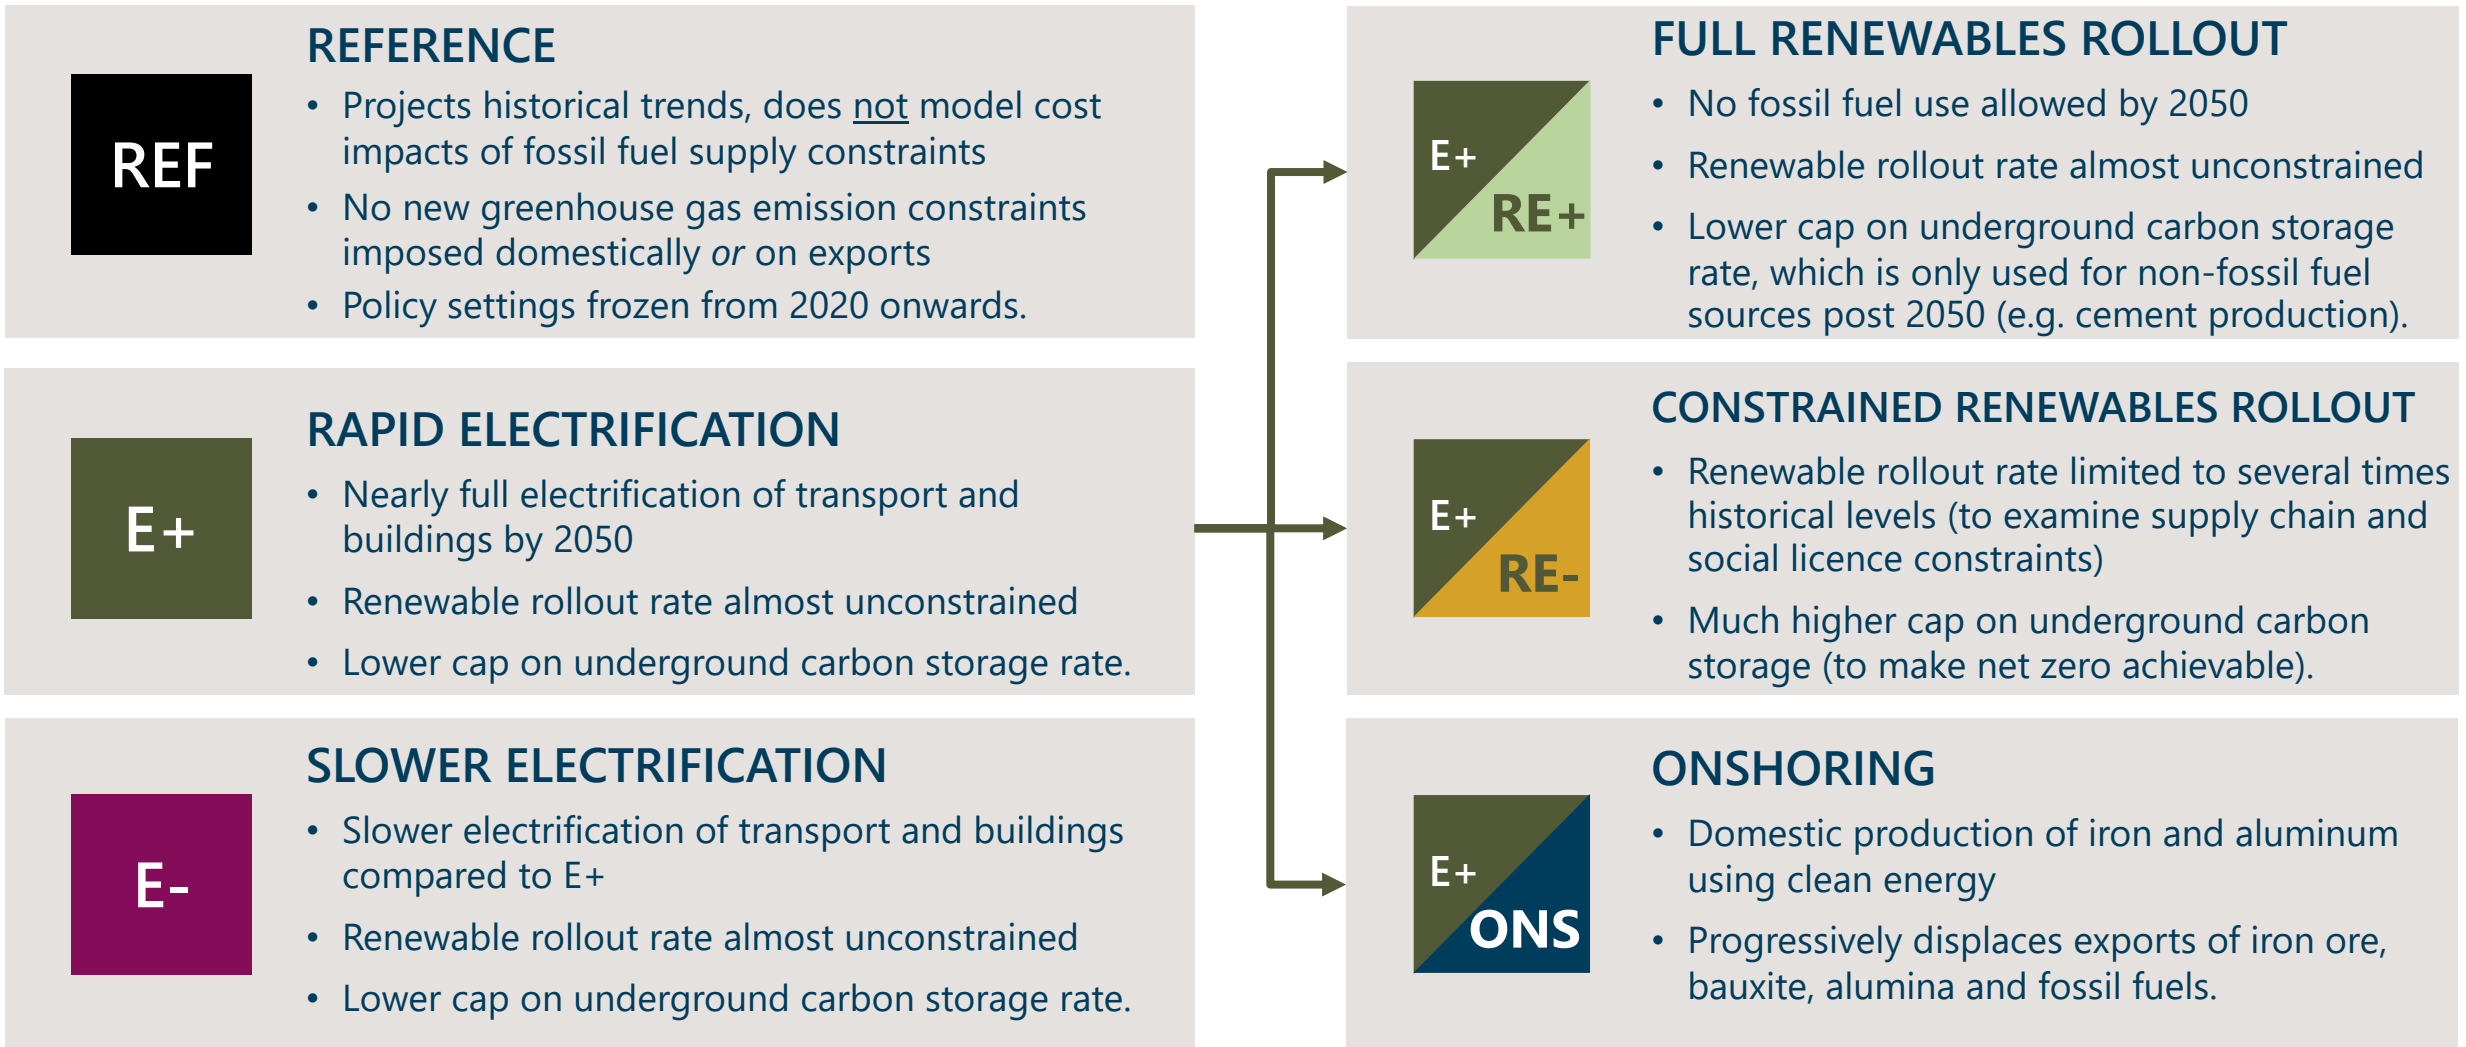 REFERENCE
REF
• Projects historical trends, does not model cost
impacts of fossil fuel supply constraints
• No new greenhouse gas emission constraints
imposed domestically or on exports
• Policy settings frozen from 2020 onwards.
RAPID ELECTRIFICATION
E+
• Nearly full electrification of transport and
buildings by 2050
• Renewable rollout rate almost unconstrained
• Lower cap on underground carbon storage rate.
SLOWER ELECTRIFICATION
E-
• Slower electrification of transport and buildings
compared to E+
• Renewable rollout rate almost unconstrained
• Lower cap on underground carbon storage rate.
FULL RENEWABLES ROLLOUT
E+
RE+
• No fossil fuel use allowed by 2050
• Renewable rollout rate almost unconstrained
• Lower cap on underground carbon storage
rate, which is only used for non-fossil fuel
sources post 2050 (e.g. cement production).
CONSTRAINED RENEWABLES ROLLOUT
E+
RE-
• Renewable rollout rate limited to several times
historical levels (to examine supply chain and
social licence constraints)
• Much higher cap on underground carbon
storage (to make net zero achievable).
ONSHORING
E+
ONS
• Domestic production of iron and aluminum
using clean energy
• Progressively displaces exports of iron ore,
bauxite, alumina and fossil fuels.